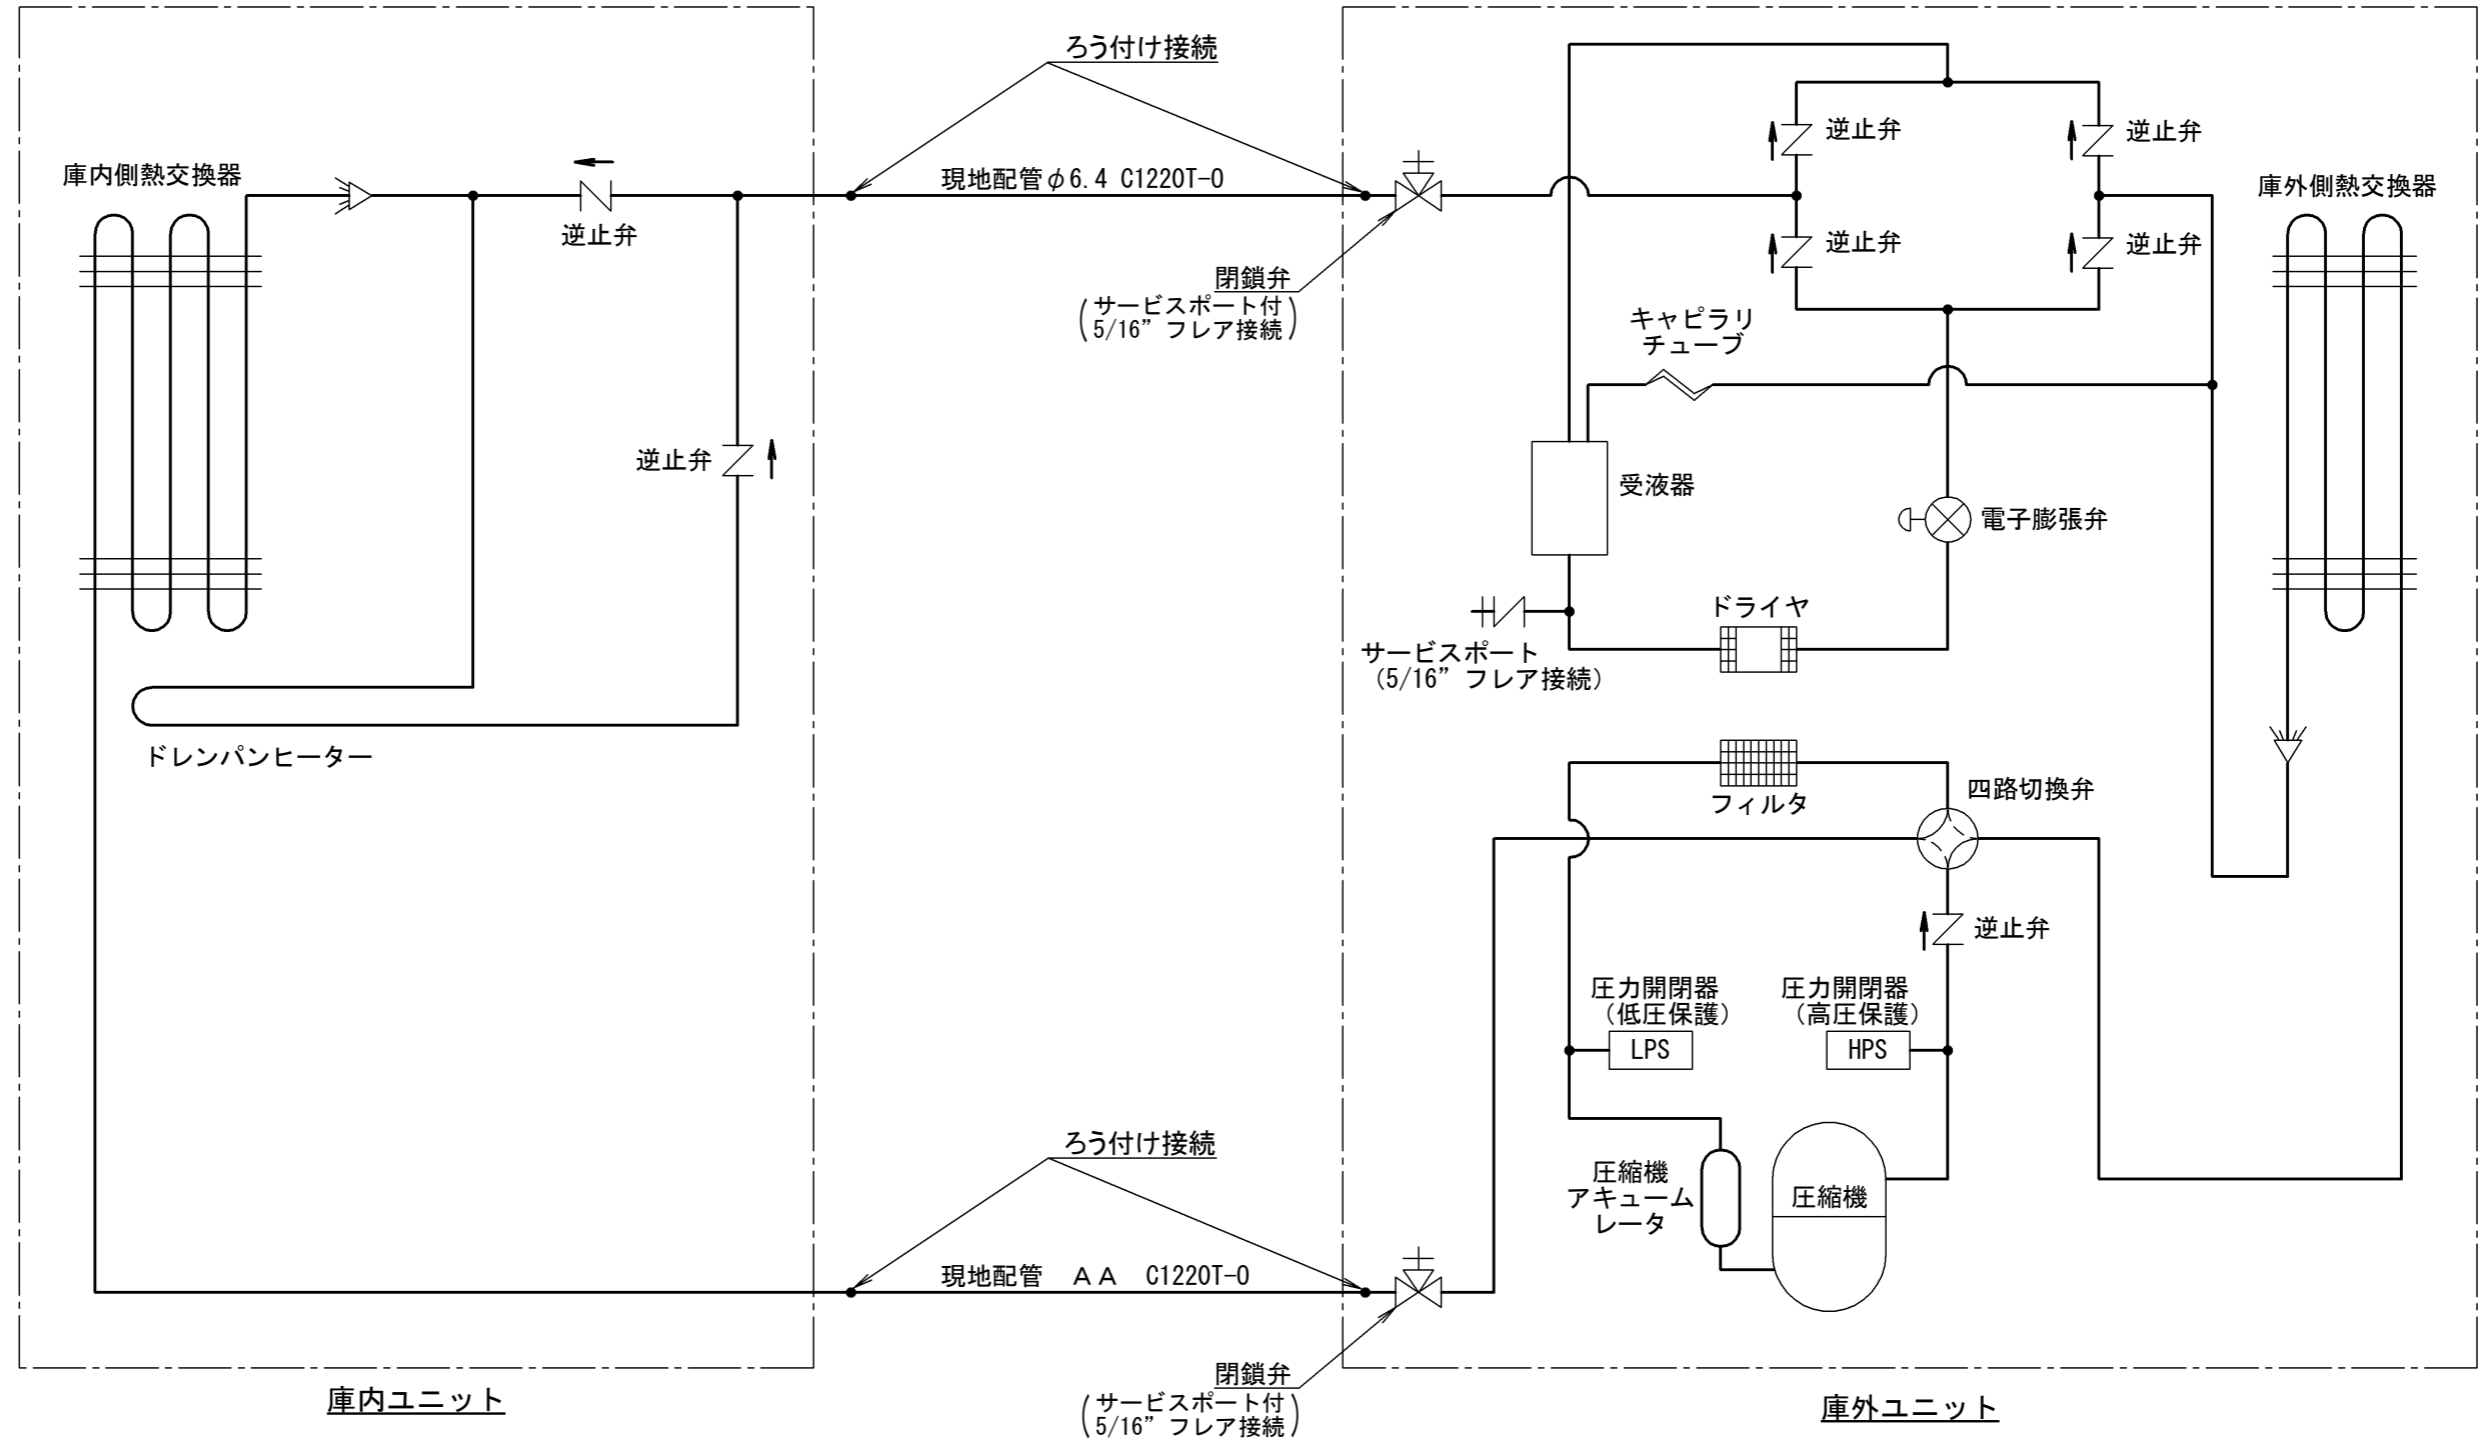 ろう付け接続
逆止弁
逆止弁
庫内側熱交換器
現地配管φ6.4 C1220T-O
庫外側熱交換器
逆止弁
逆止弁
逆止弁
閉鎖弁
(サービスポート付
5/16” フレア接続)
キャピラリ
チューブ
逆止弁
受液器
電子膨張弁
ドライヤ
サービスポート
(5/16” フレア接続)
ドレンパンヒーター
フィルタ
四路切換弁
逆止弁
圧力開閉器
(低圧保護)
LPS
圧力開閉器
(高圧保護)
HPS
ろう付け接続
圧縮機
アキューム
レータ
圧縮機
現地配管 AA C1220T-O
閉鎖弁
(サービスポート付
5/16” フレア接続)
庫内ユニット
庫外ユニット